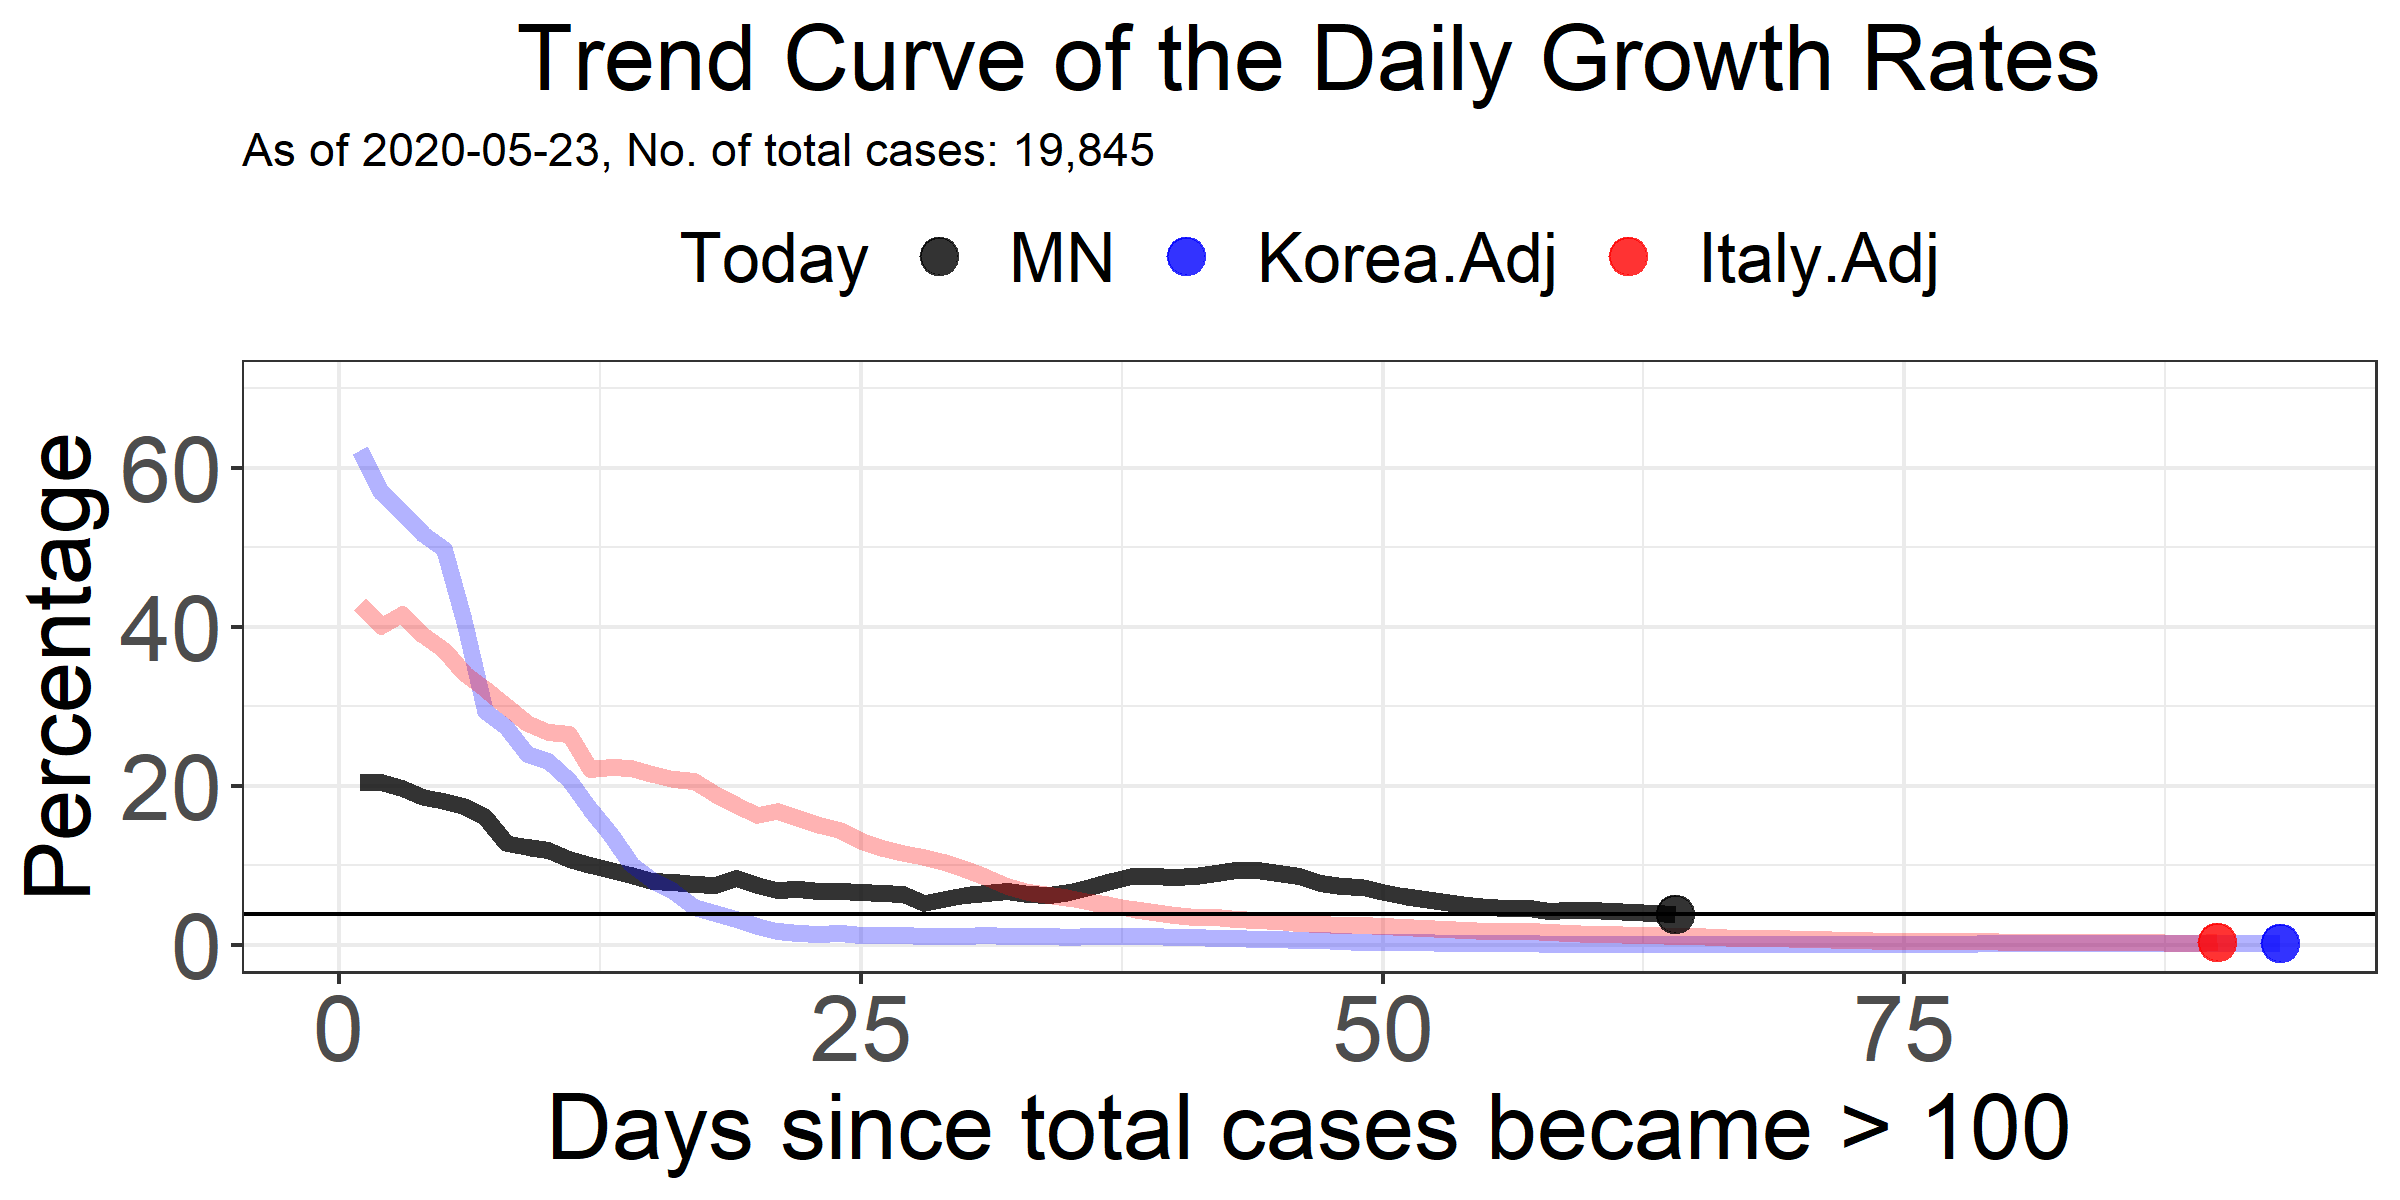 Trend Curve of the Daily Growth Rates
As of 2020-05-23, No. of total cases: 19,845
Today MN Korea.Adj Italy.Adj
Percentage
60
40
20
0
0 25 50 75
Days since total cases became > 100